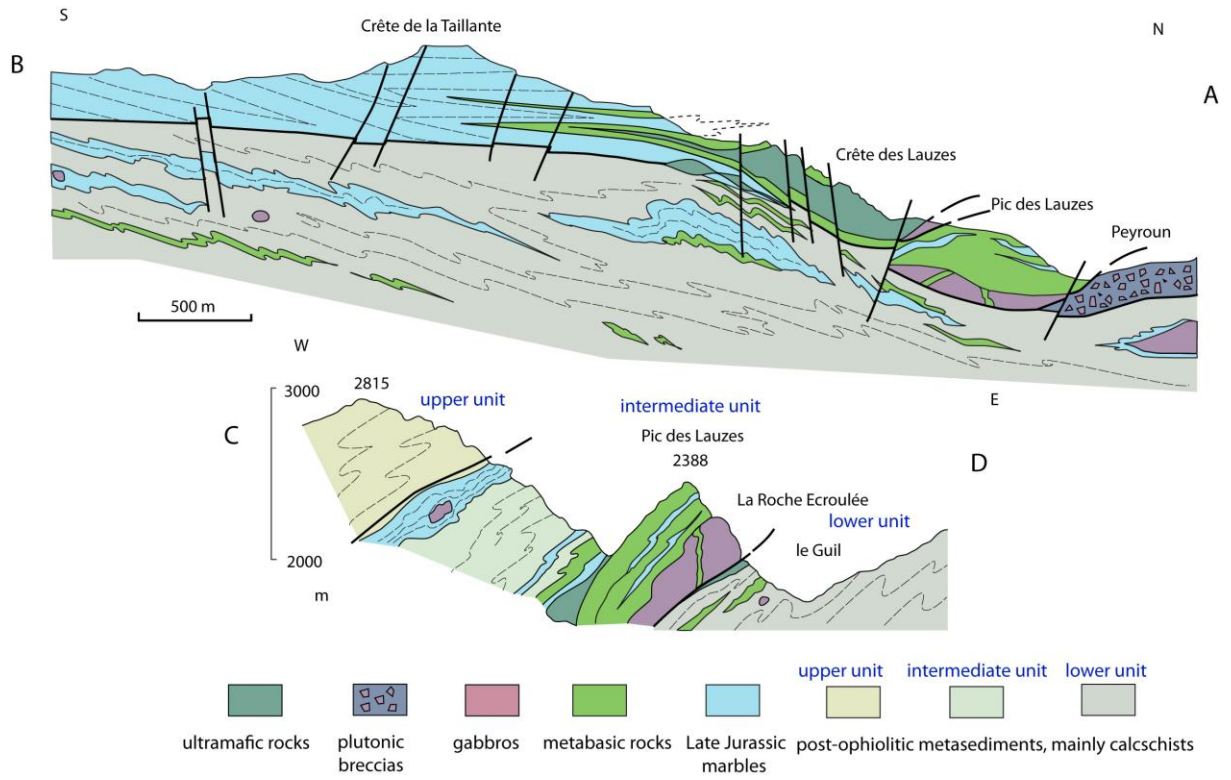 S
Crête de la Taillante
N
B
A
Crête des Lauzes
Pic des Lauzes
Peyroun
500 m
W
E
3000
2815
upper unit
intermediate unit
C
Pic des Lauzes
D
2388
La Roche Ecroulée
lower unit
le Guil
2000
m
upper unit intermediate unit lower unit
ultramafic rocks
plutonic
breccias
gabbros
metabasic rocks
Late Jurassic
marbles
post-ophiolitic metasediments, mainly calcschists